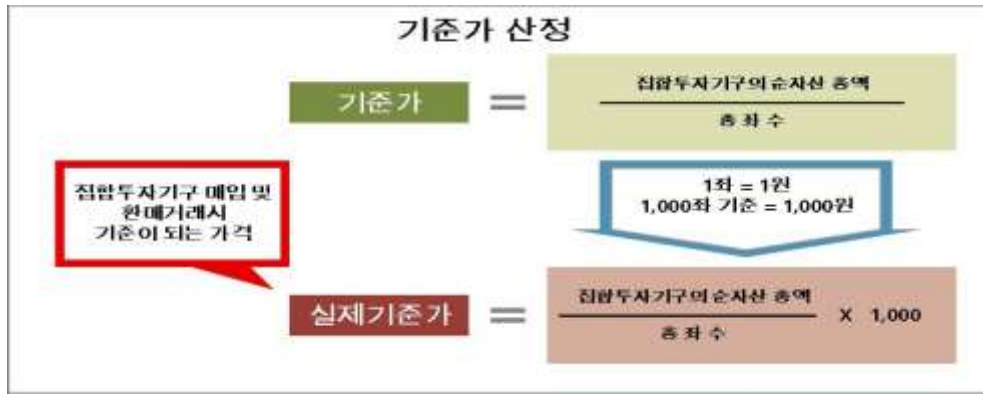 기준가 산정
기준가 =
집합투자기구의 순자산 총액
총 좌 수
집합투자기구 매입 및
환매거래시
기준이 되는 가격
1좌 = 1원
1,000좌 기준 = 1,000원
실제기준가 =
집합투자기구의 순자산 총액
총 좌 수
X 1,000